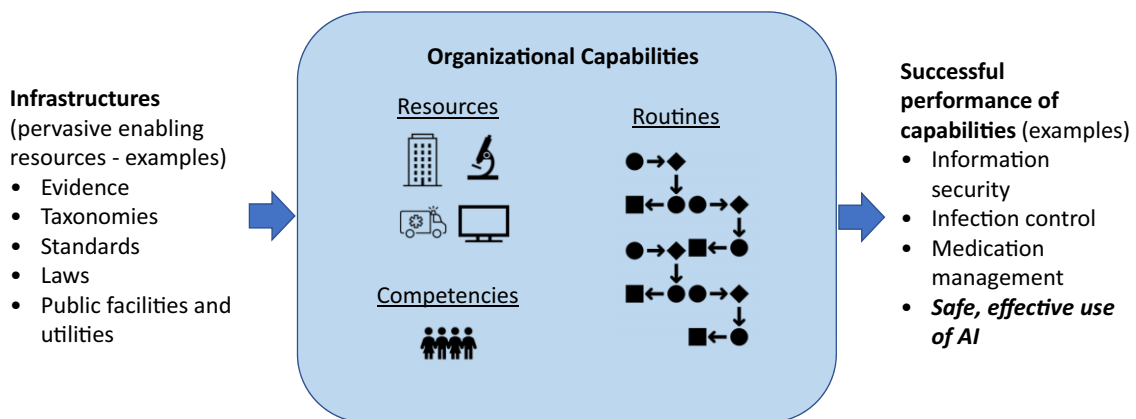 Infrastructures
(pervasive enabling
resources - examples)
• Evidence
• Taxonomies
• Standards
• Laws
• Public facilities and
utilities
Organizational Capabilities
Resources
Competencies
Routines
Successful
performance of
capabilities (examples)
• Information
security
• Infection control
• Medication
management
• Safe, effective use
of AI